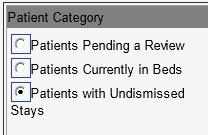 Patient Category
Patients Pending a Review
Patients Currently in Beds
Patients with Undismissed
Stays